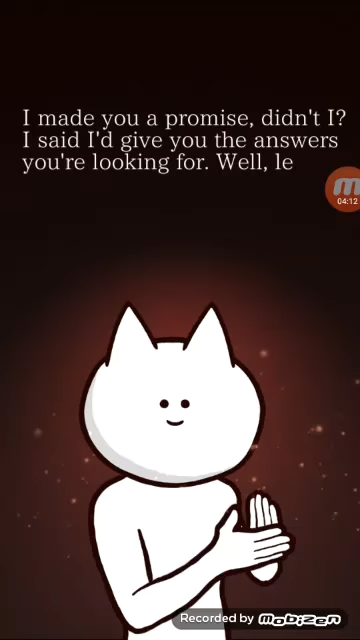 I made you a promise, didn't I?
I said I'd give you the answers
you're looking for. Well, le
04:12
Recorded by mobizen